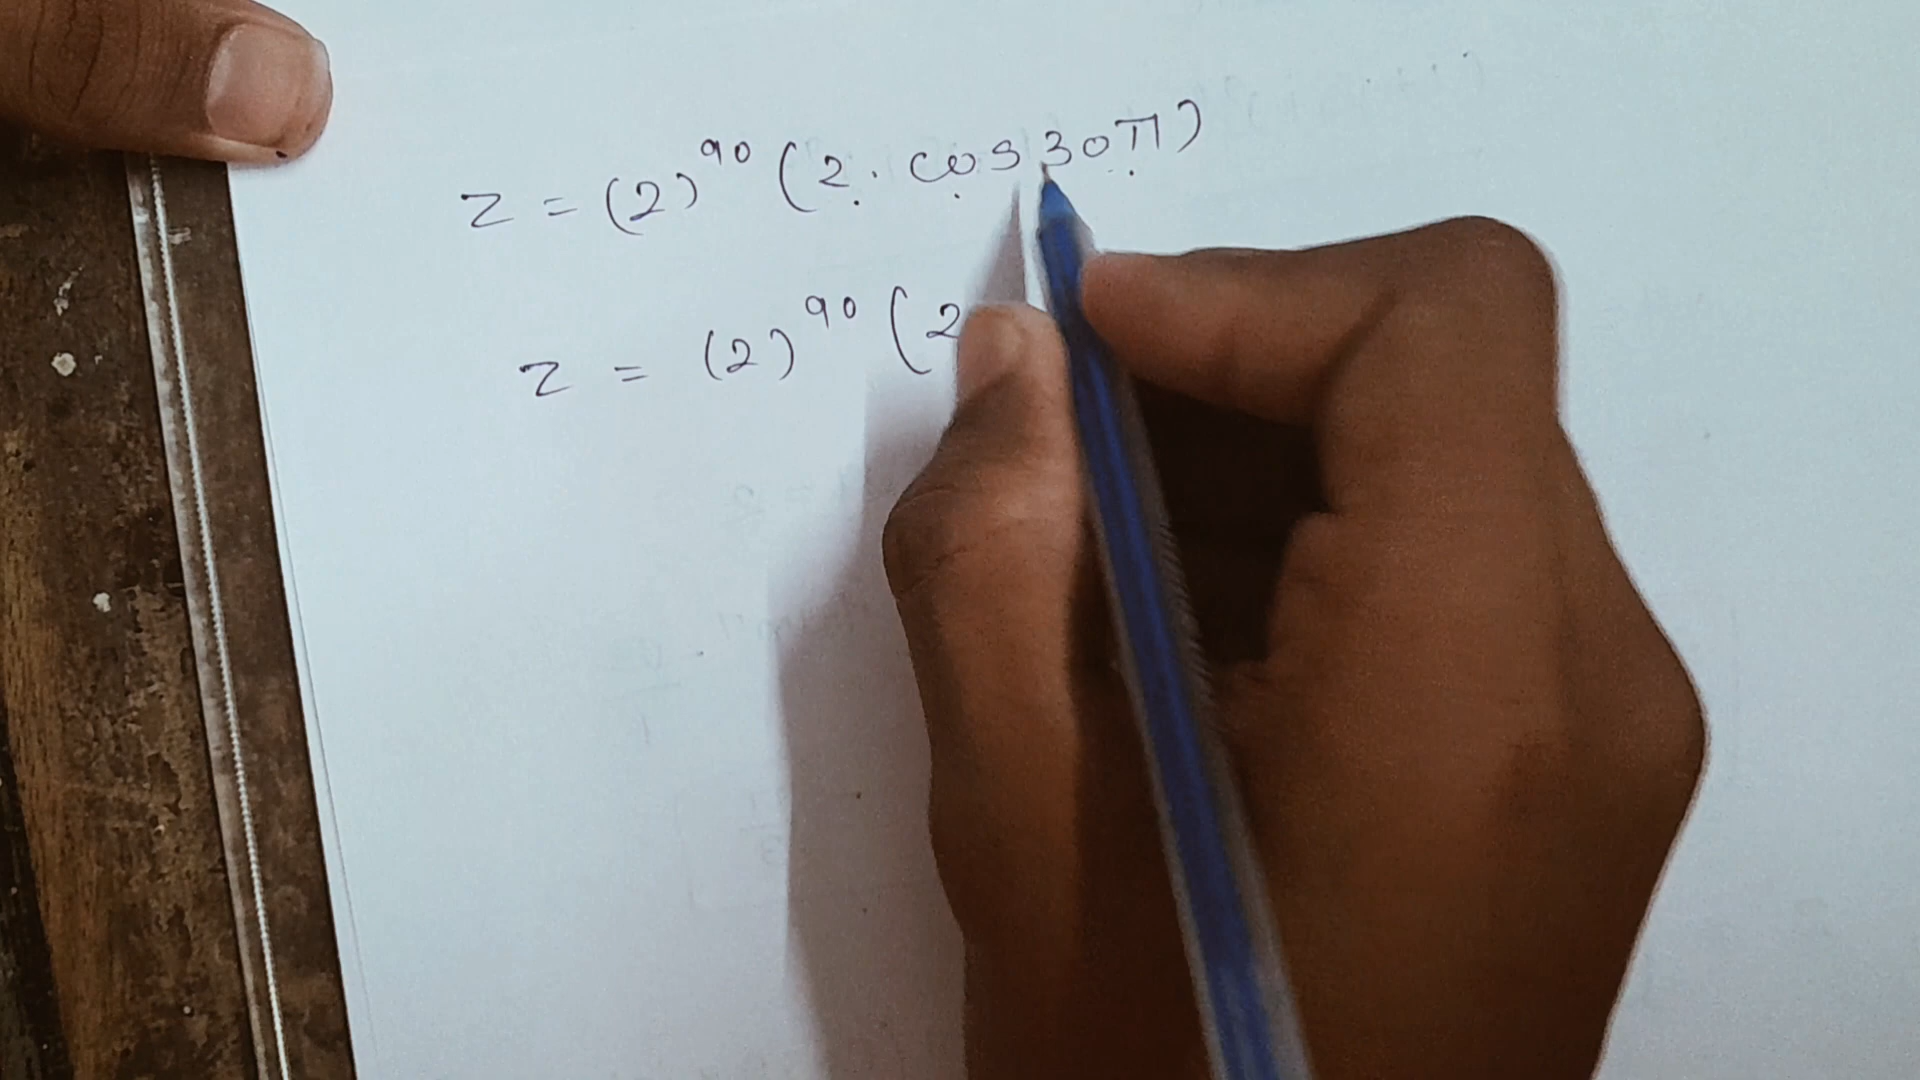 z = (2)^90 (2 . cos 30π)
z = (2)^90 (2